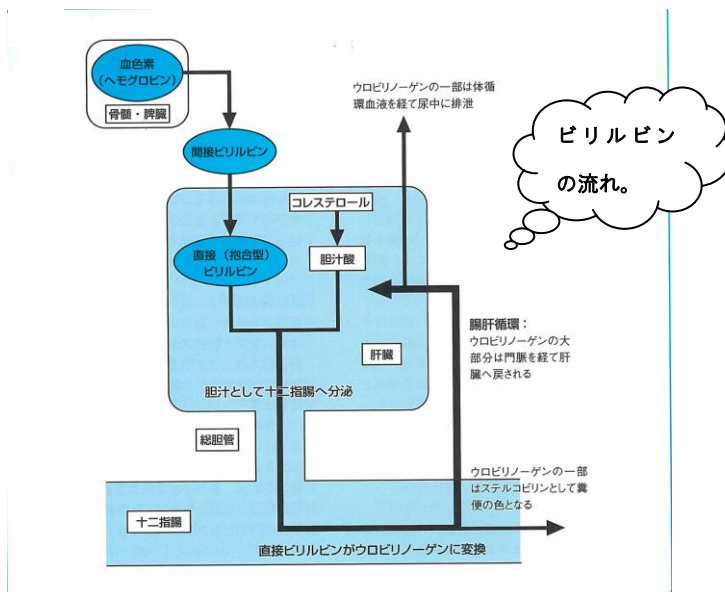 血色素
(ヘモグロビン)
骨髄・脾臓
間接ビリルビン
ウロビリノーゲンの一部は体循
環血液を経て尿中に排泄
ビリルビン
の流れ。
コレステロール
直接（抱合型）
ビリルビン
胆汁酸
腸肝循環：
ウロビリノーゲンの大
部分は門脈を経て肝
臓へ戻される
肝臓
胆汁として十二指腸へ分泌
総胆管
ウロビリノーゲンの一部
はステルコビリンとして糞
便の色となる
十二指腸
直接ビリルビンがウロビリノーゲンに変換